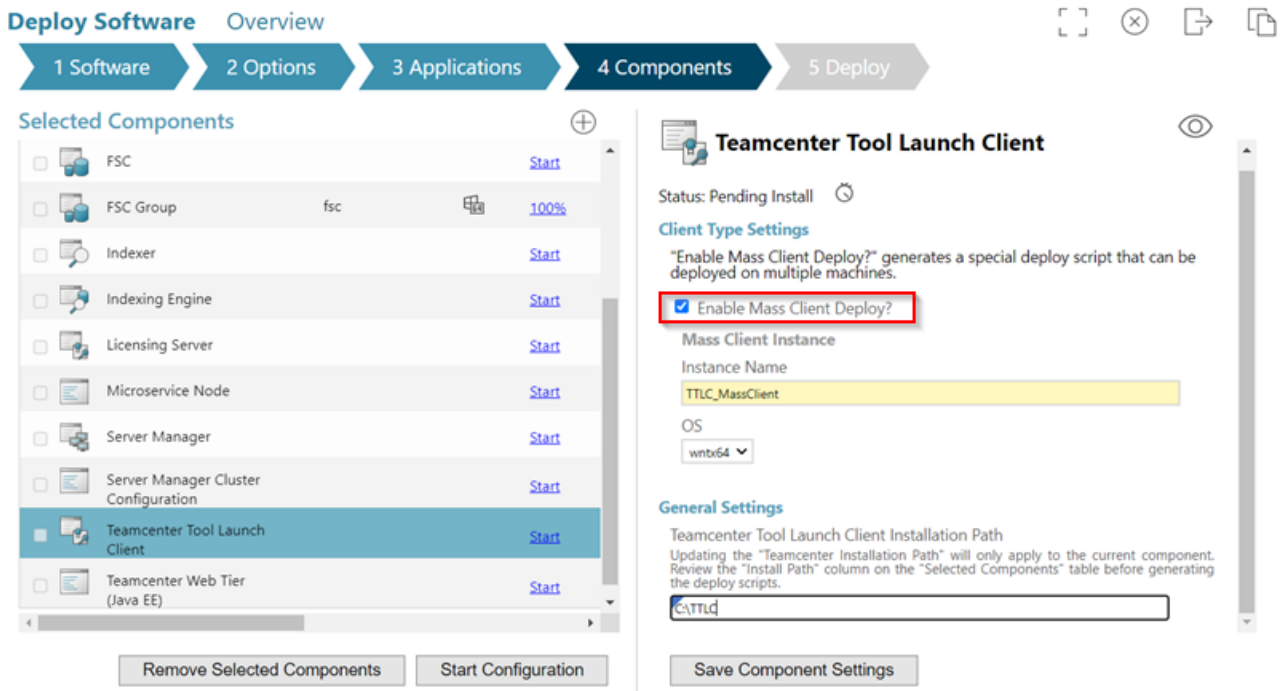 Deploy Software Overview
1 Software
2 Options
3 Applications
4 Components
5 Deploy
Selected Components
FSC Start
FSC Group fsc 64 100%
Indexer Start
Indexing Engine Start
Licensing Server Start
Microservice Node Start
Server Manager Start
Server Manager Cluster
Configuration Start
Teamcenter Tool Launch
Client Start
Teamcenter Web Tier
(Java EE) Start
Remove Selected Components
Start Configuration
Teamcenter Tool Launch Client
Status: Pending Install
Client Type Settings
"Enable Mass Client Deploy?" generates a special deploy script that can be
deployed on multiple machines.
Enable Mass Client Deploy?
Mass Client Instance
Instance Name
TTLC_MassClient
OS
wntx64
General Settings
Teamcenter Tool Launch Client Installation Path
Updating the "Teamcenter Installation Path" will only apply to the current component.
Review the "Install Path" column on the "Selected Components" table before generating
the deploy scripts.
C:\TTLC
Save Component Settings